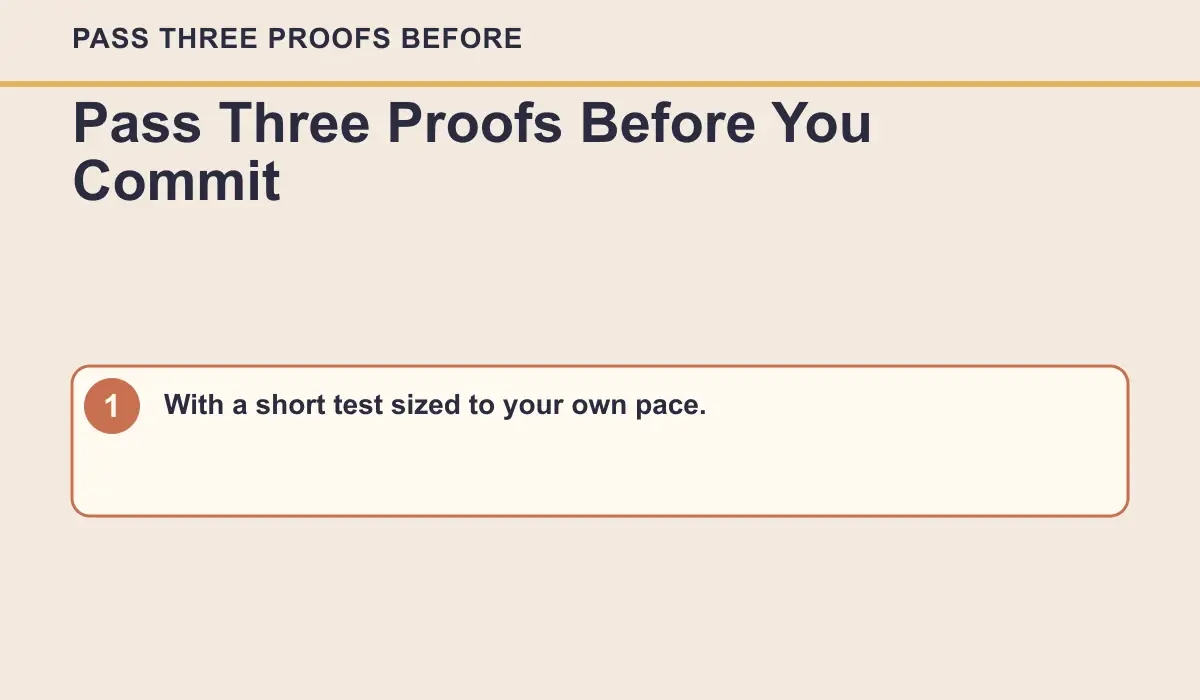 PASS THREE PROOFS BEFORE
Pass Three Proofs Before You
Commit
1
With a short test sized to your own pace.